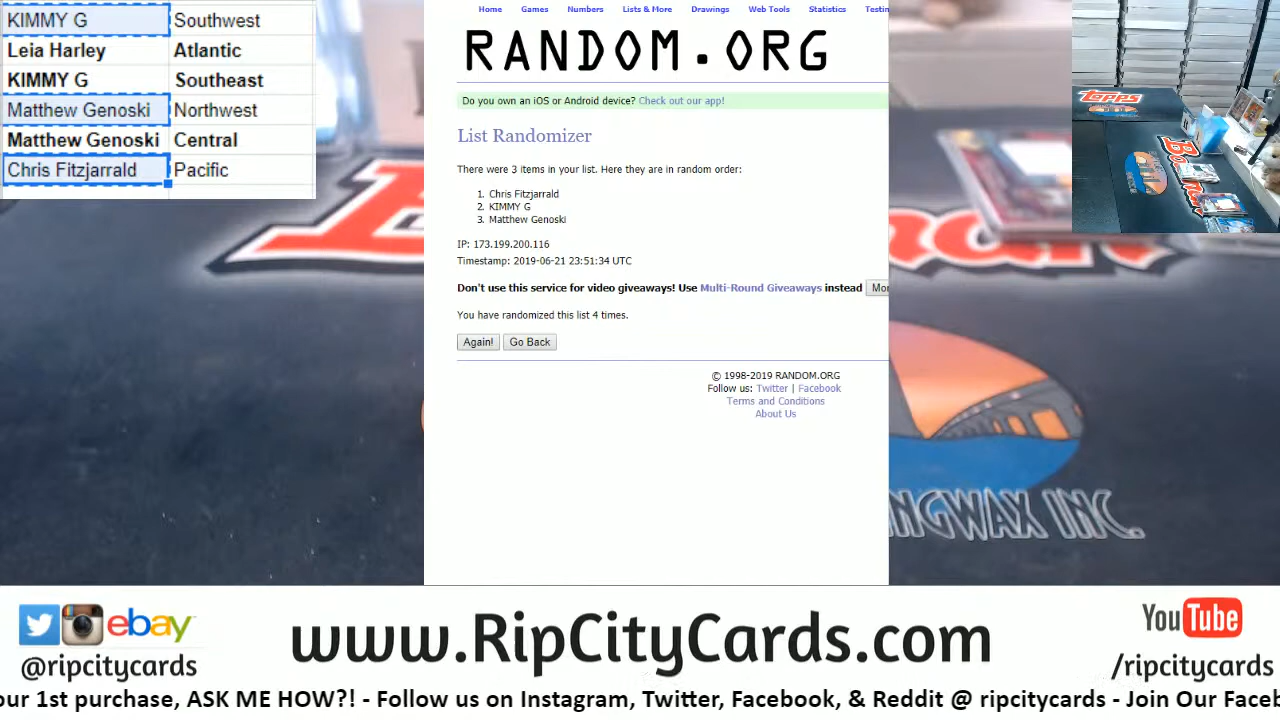 KIMMY G Southwest
Leia Harley Atlantic
KIMMY G Southeast
Matthew Genoski Northwest
Matthew Genoski Central
Chris Fitzjarrald Pacific
Home Games Numbers Lists & More Drawings Web Tools Statistics Testin
RANDOM.ORG
Do you own an iOS or Android device? Check out our app!
List Randomizer
There were 3 items in your list. Here they are in random order:
1. Chris Fitzjarrald
2. KIMMY G
3. Matthew Genoski
IP: 173.199.200.116
Timestamp: 2019-06-21 23:51:34 UTC
Don't use this service for video giveaways! Use Multi-Round Giveaways instead Mor
You have randomized this list 4 times.
Again! Go Back
© 1998-2019 RANDOM.ORG
Follow us: Twitter | Facebook
Terms and Conditions
About Us
topps
NGWAX INC.
ebay
@ripcitycards
www.RipCityCards.com
YouTube
/ripcitycards
our 1st purchase, ASK ME HOW?! - Follow us on Instagram, Twitter, Facebook, & Reddit @ ripcitycards - Join Our Faceb